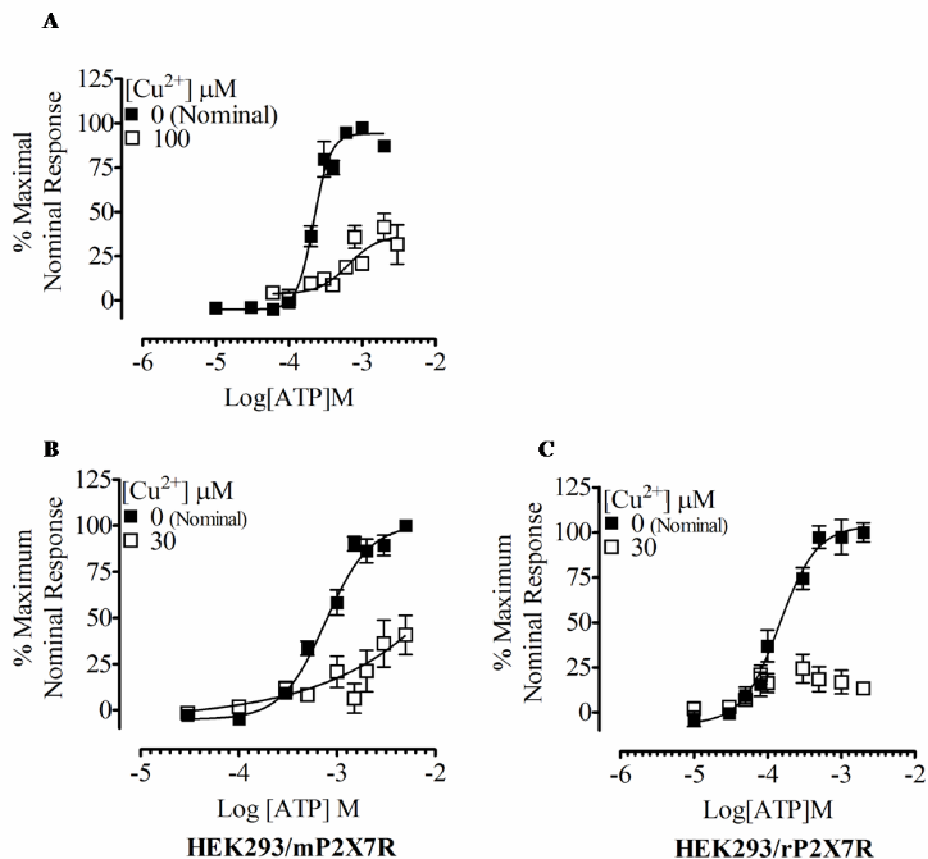 A
[Cu²⁺] μM
0 (Nominal)
100
% Maximal
Nominal Response
125
100
75
50
25
0
-6 -5 -4 -3 -2
Log[ATP]M
B
[Cu²⁺] μM
0 (Nominal)
30
% Maximum
Nominal Response
125
100
75
50
25
0
-5 -4 -3 -2
Log [ATP] M
HEK293/mP2X7R
C
[Cu²⁺] μM
0 (Nominal)
30
% Maximum
Nominal Response
125
100
75
50
25
0
-6 -5 -4 -3 -2
Log[ATP]M
HEK293/rP2X7R